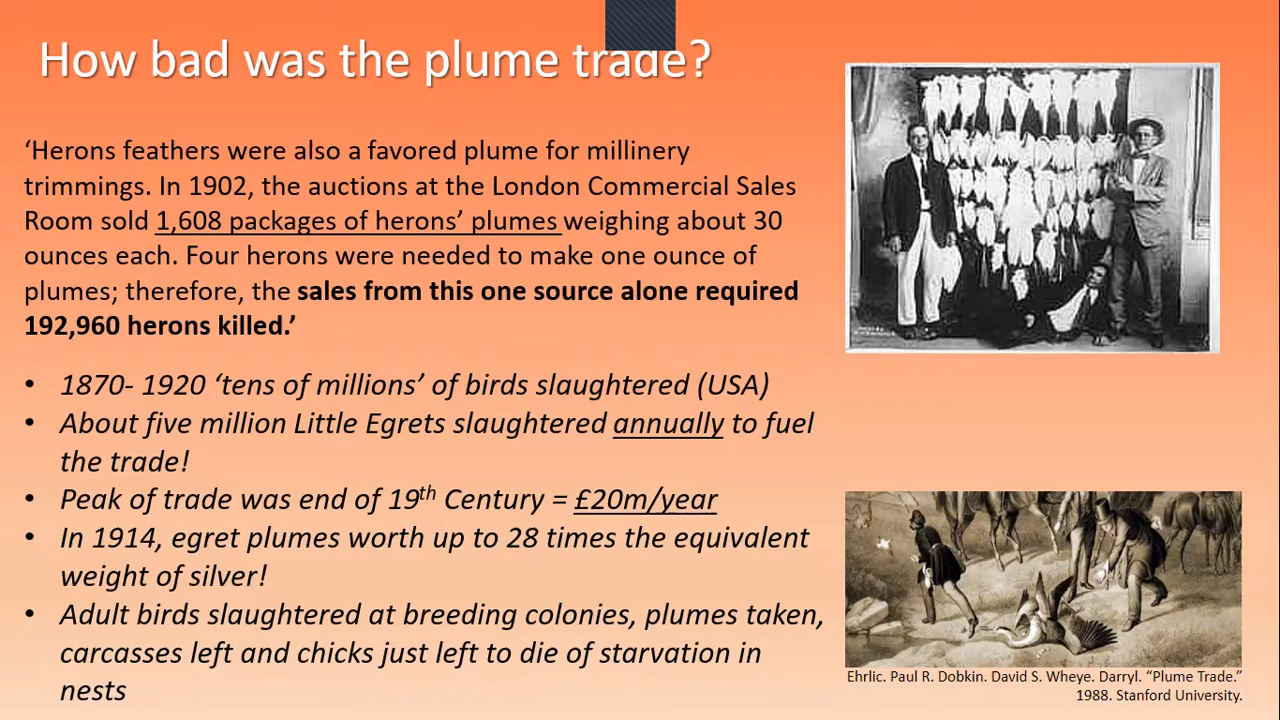 How bad was the plume trade?
‘Herons feathers were also a favored plume for millinery
trimmings. In 1902, the auctions at the London Commercial Sales
Room sold 1,608 packages of herons’ plumes weighing about 30
ounces each. Four herons were needed to make one ounce of
plumes; therefore, the sales from this one source alone required
192,960 herons killed.’
• 1870- 1920 ‘tens of millions’ of birds slaughtered (USA)
• About five million Little Egrets slaughtered annually to fuel
the trade!
• Peak of trade was end of 19th Century = £20m/year
• In 1914, egret plumes worth up to 28 times the equivalent
weight of silver!
• Adult birds slaughtered at breeding colonies, plumes taken,
carcasses left and chicks just left to die of starvation in
nests
Ehrlic. Paul R. Dobkin. David S. Wheye. Darryl. “Plume Trade.”
1988. Stanford University.